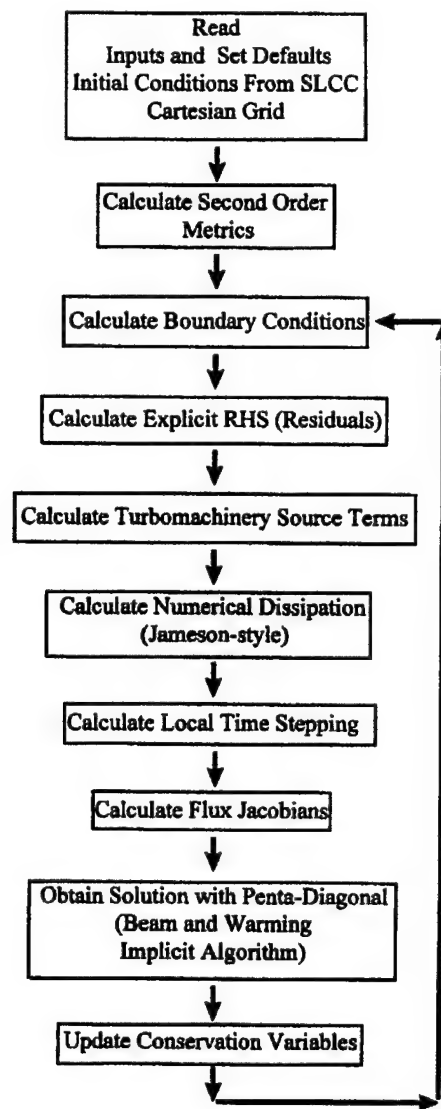 Read
Inputs and Set Defaults
Initial Conditions From SLCC
Cartesian Grid
Calculate Second Order
Metrics
Calculate Boundary Conditions
Calculate Explicit RHS (Residuals)
Calculate Turbomachinery Source Terms
Calculate Numerical Dissipation
(Jameson-style)
Calculate Local Time Stepping
Calculate Flux Jacobians
Obtain Solution with Penta-Diagonal
(Beam and Warming
Implicit Algorithm)
Update Conservation Variables